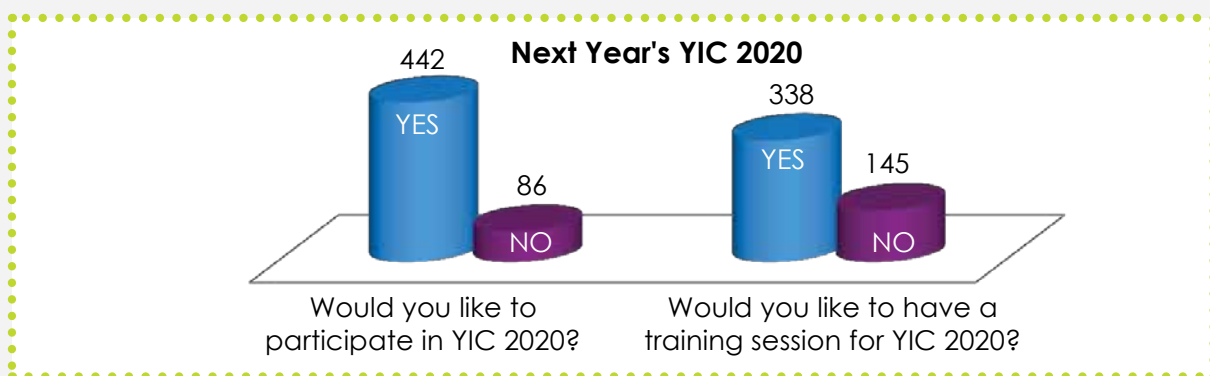 Next Year's YIC 2020
442
YES
86
NO
338
YES
145
NO
Would you like to
participate in YIC 2020?
Would you like to have a
training session for YIC 2020?